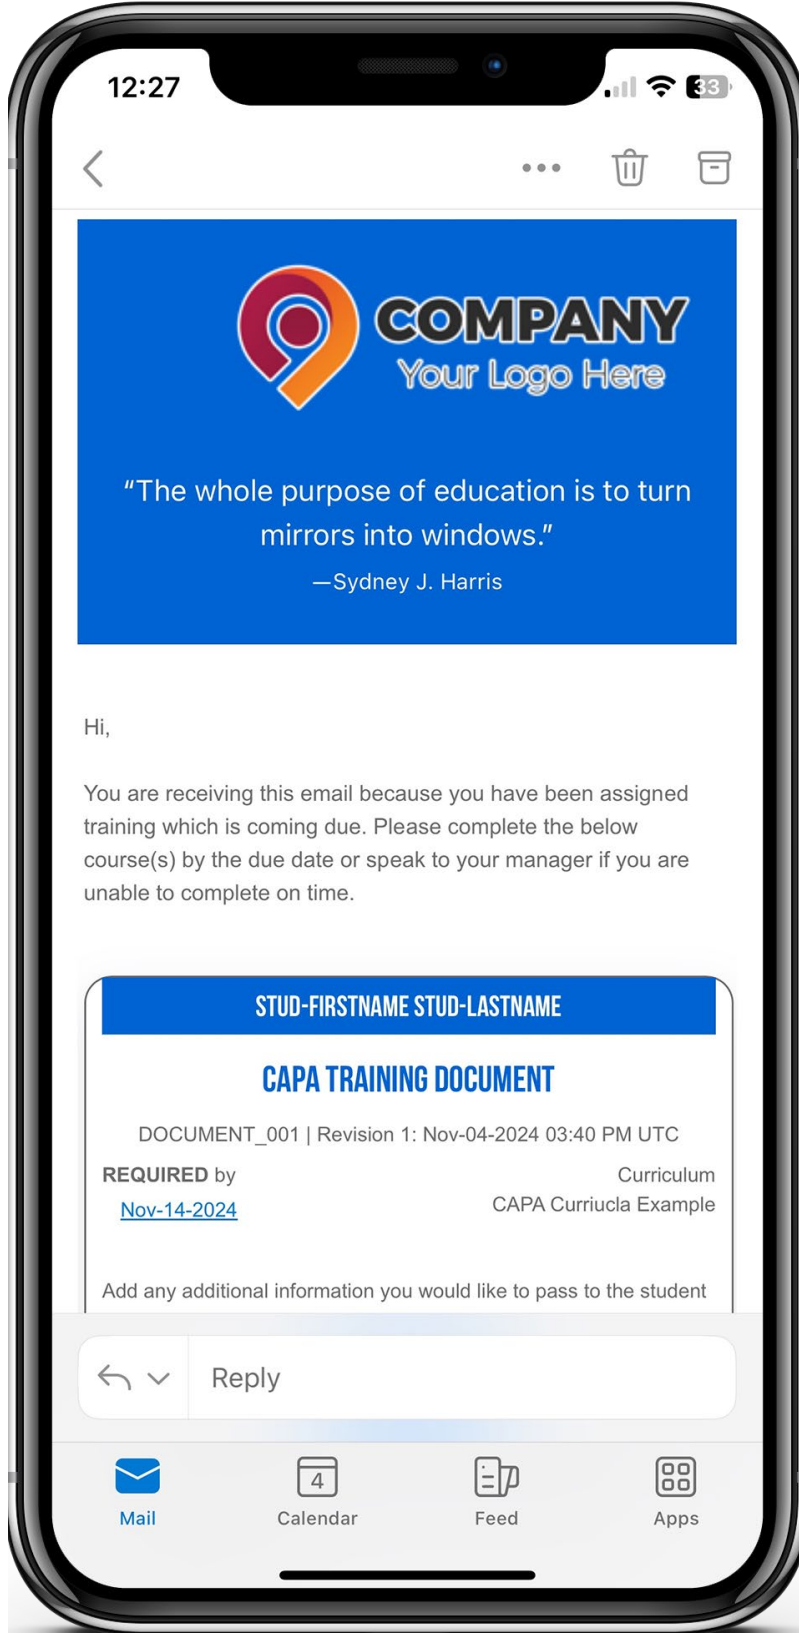 12:27
33
COMPANY
Your Logo Here
“The whole purpose of education is to turn
mirrors into windows.”
—Sydney J. Harris
Hi,
You are receiving this email because you have been assigned
training which is coming due. Please complete the below
course(s) by the due date or speak to your manager if you are
unable to complete on time.
STUD-FIRSTNAME STUD-LASTNAME
CAPA TRAINING DOCUMENT
DOCUMENT_001 | Revision 1: Nov-04-2024 03:40 PM UTC
REQUIRED by
Nov-14-2024
Curriculum
CAPA Curriucla Example
Add any additional information you would like to pass to the student
Reply
4
Mail
Calendar
Feed
Apps